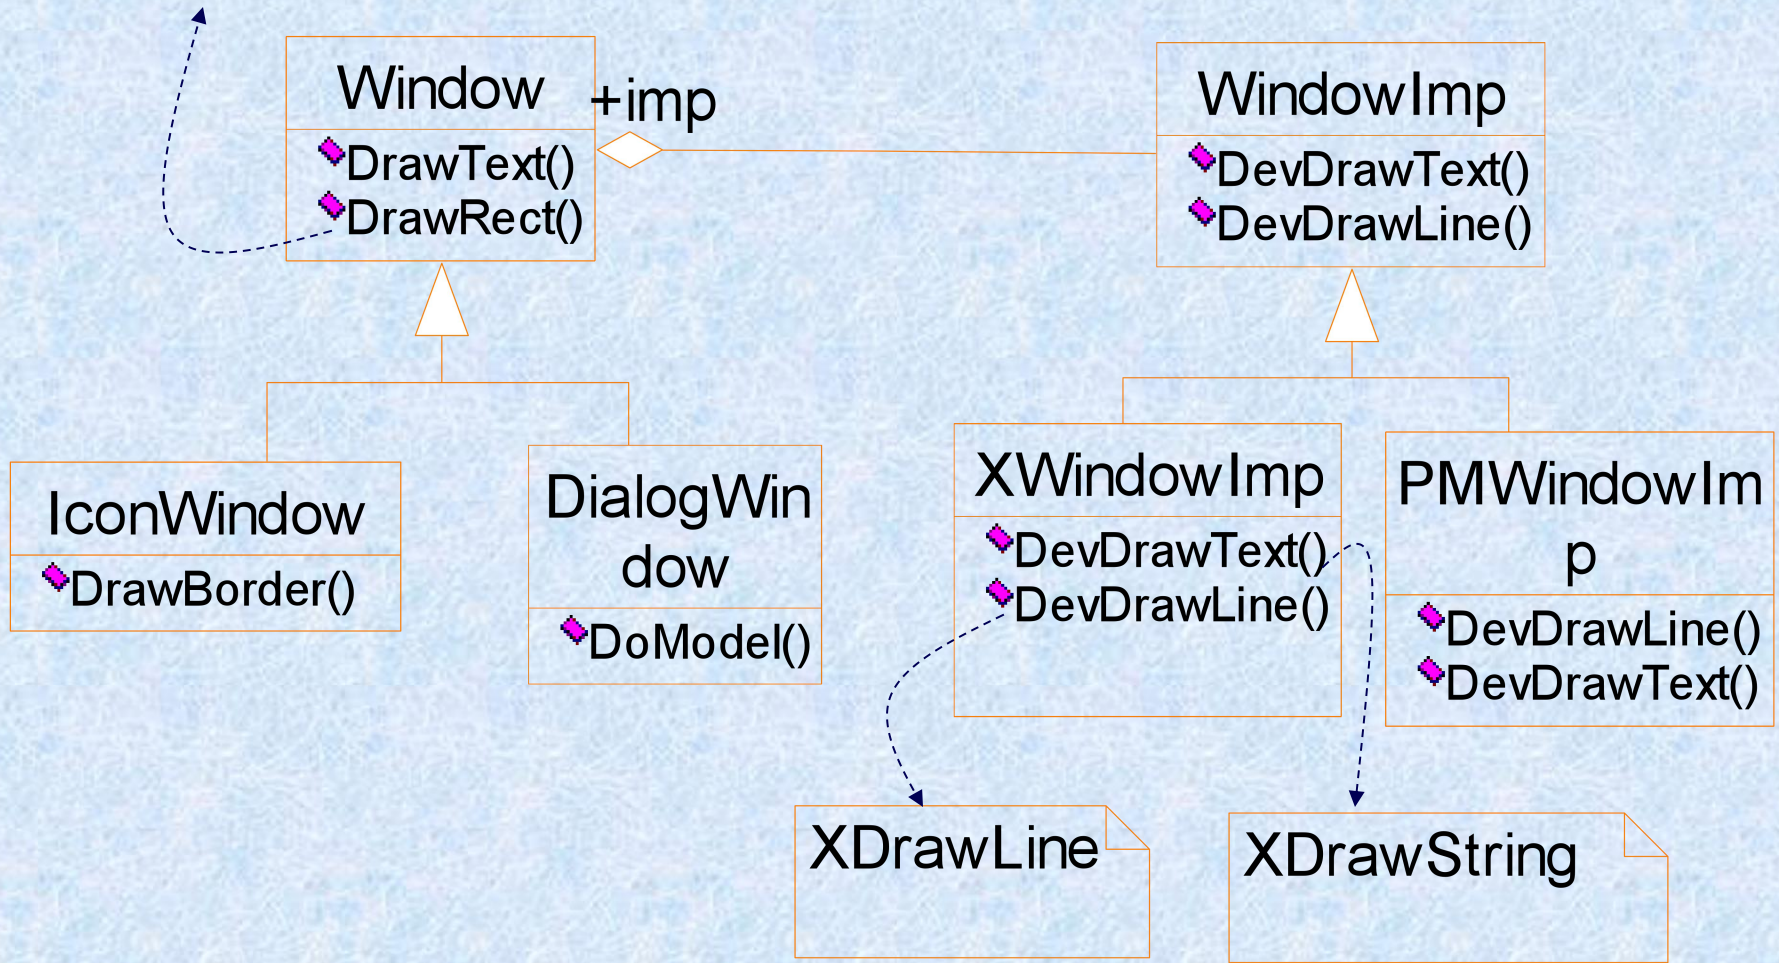 Window
DrawText()
DrawRect()
+imp
WindowImp
DevDrawText()
DevDrawLine()
IconWindow
DrawBorder()
DialogWin
dow
DoModel()
XWindowImp
DevDrawText()
DevDrawLine()
PMWindowIm
p
DevDrawLine()
DevDrawText()
XDrawLine
XDrawString